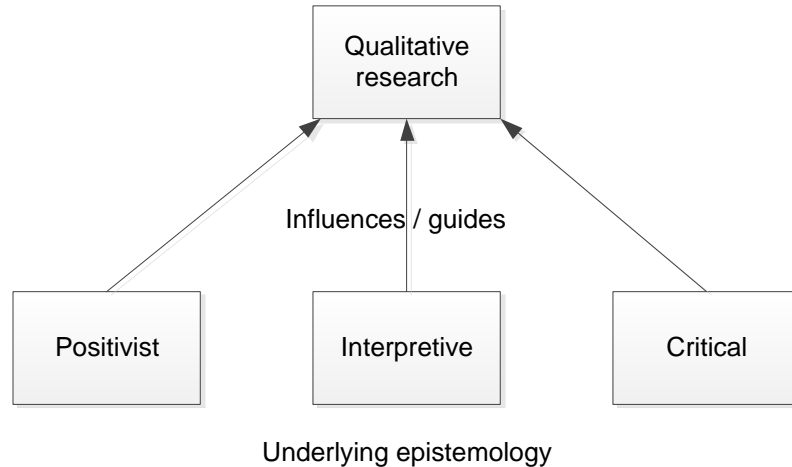 Qualitative
research
Influences / guides
Positivist
Interpretive
Critical
Underlying epistemology